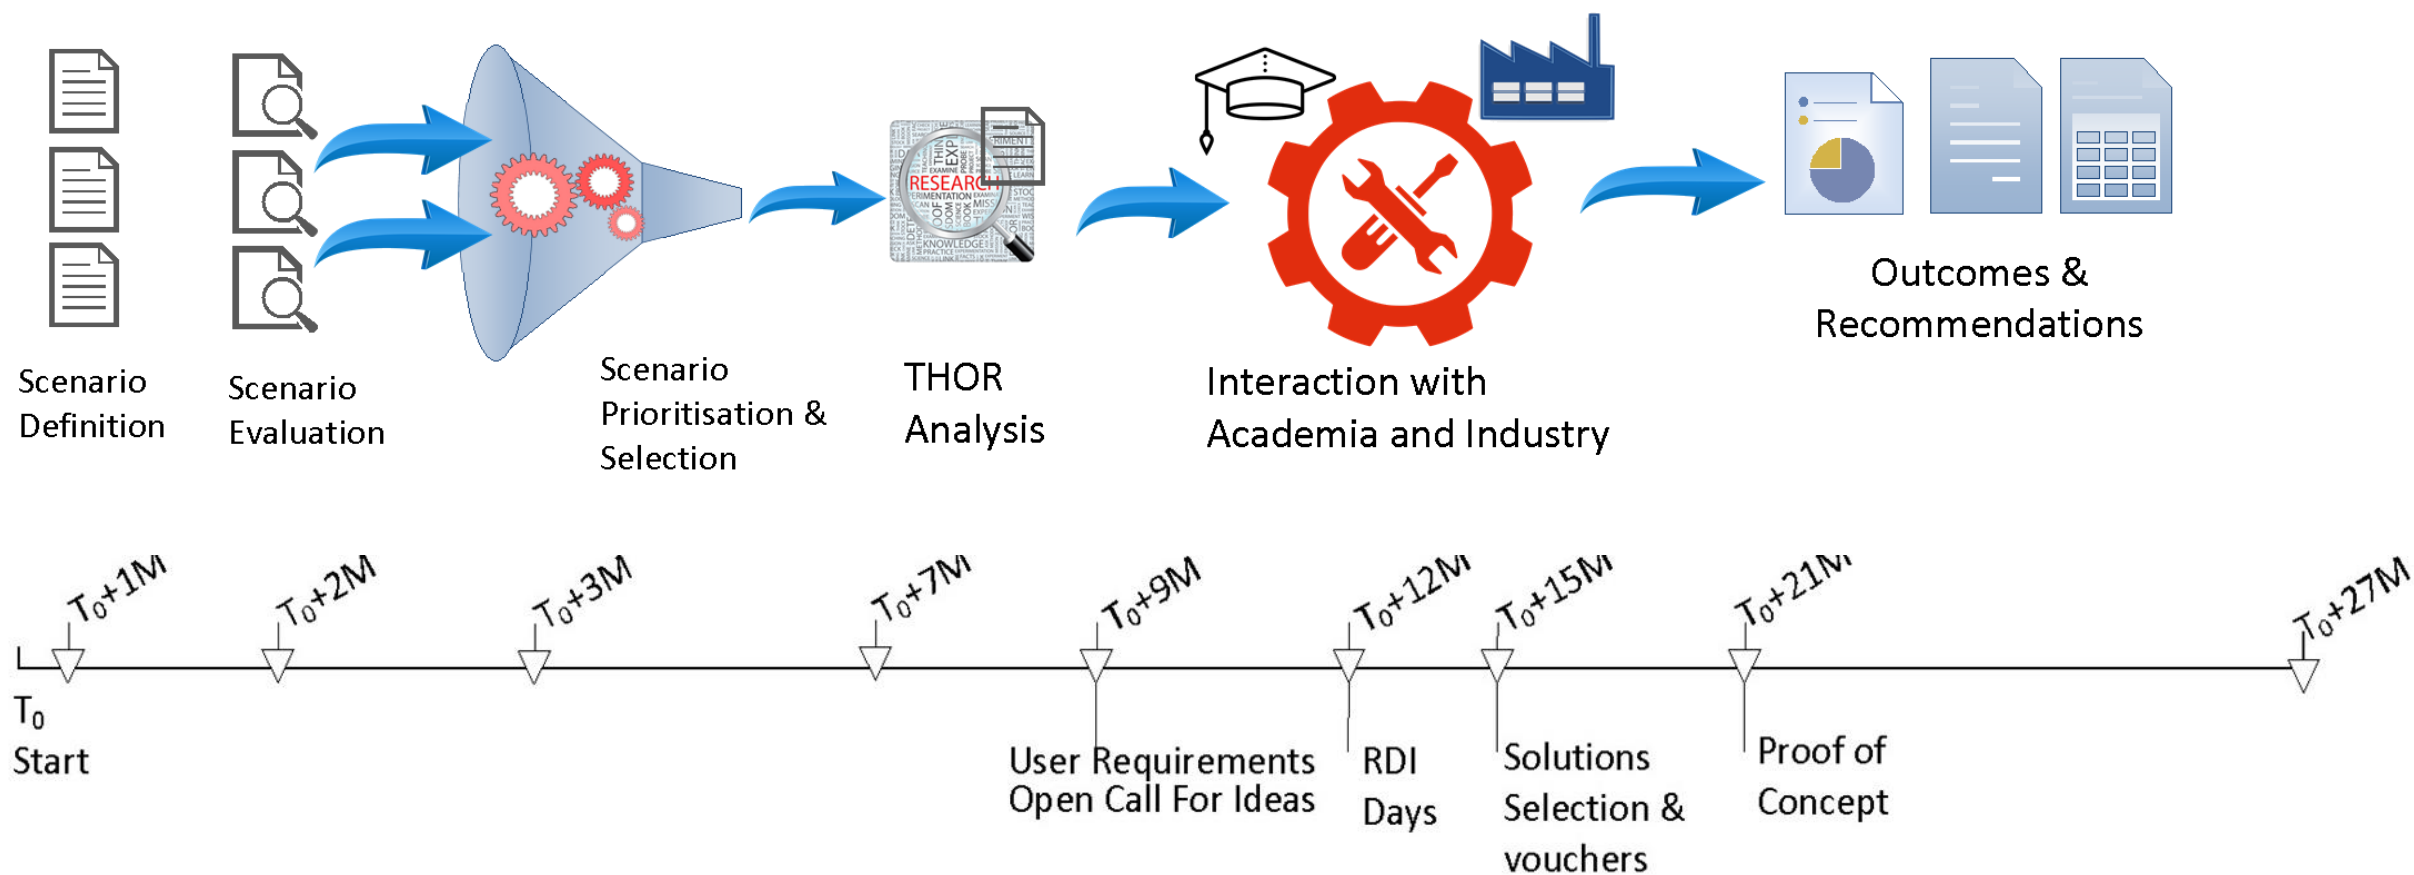 RESEARCH
KNOWLEDGE
Scenario
Definition
Scenario
Evaluation
Scenario
Prioritisation &
Selection
THOR
Analysis
Interaction with
Academia and Industry
Outcomes &
Recommendations
T₀+1M
T₀+2M
T₀+3M
T₀+7M
T₀+9M
T₀+12M
T₀+15M
T₀+21M
T₀+27M
T₀
Start
User Requirements
Open Call For Ideas
RDI
Days
Solutions
Selection &
vouchers
Proof of
Concept